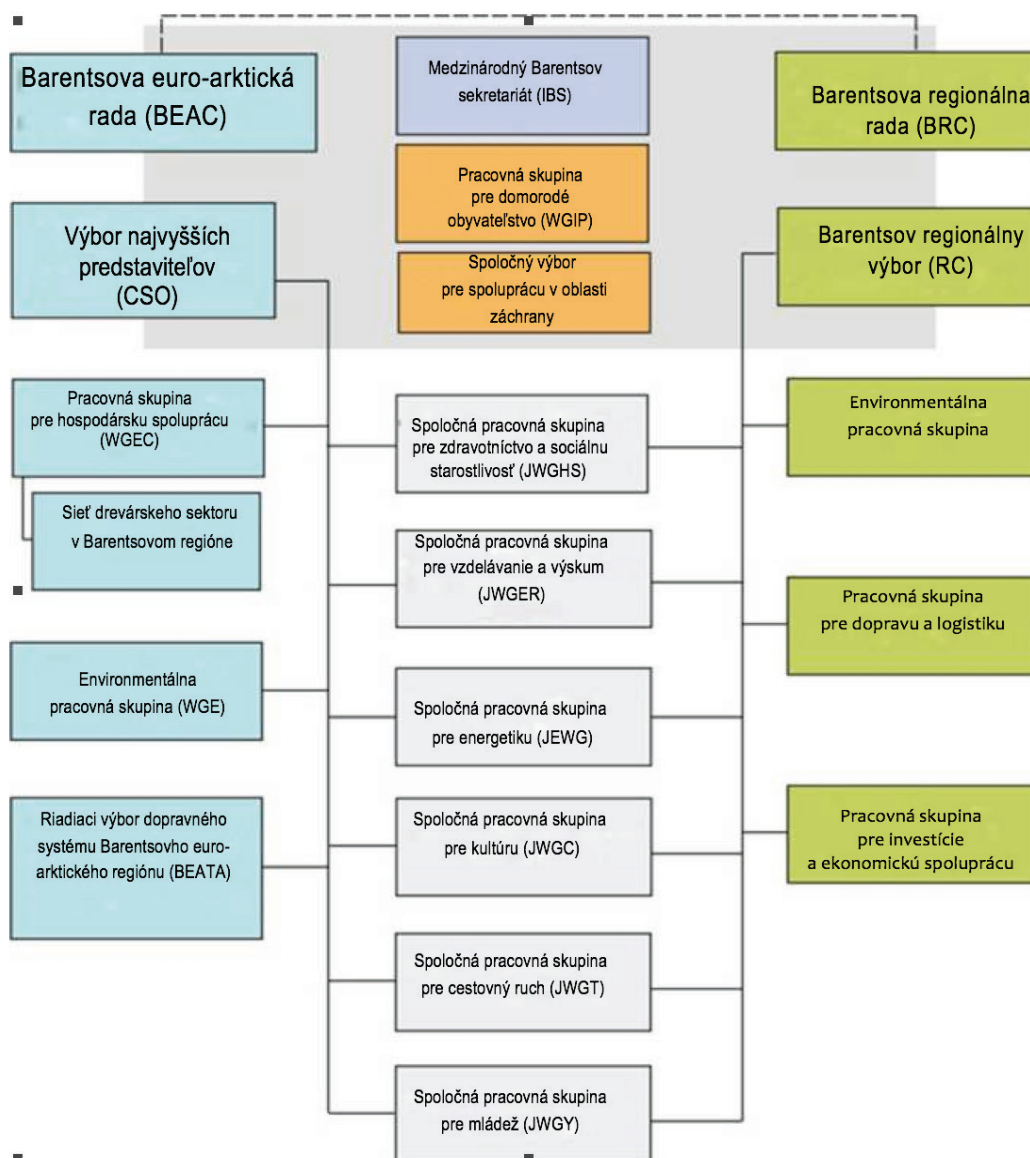 Barentsova euro-arktická
rada (BEAC)
Medzinárodný Barentsov
sekretariát (IBS)
Barentsova regionálna
rada (BRC)
Pracovná skupina
pre domorodé
obyvateľstvo (WGIP)
Výbor najvyšších
predstaviteľov
(CSO)
Barentsov regionálny
výbor (RC)
Spoločný výbor
pre spoluprácu v oblasti
záchrany
Pracovná skupina
pre hospodársku spoluprácu
(WGEC)
Spoločná pracovná skupina
pre zdravotníctvo a sociálnu
starostlivosť (JWGHS)
Environmentálna
pracovná skupina
Sieť drevárskeho sektoru
v Barentsovom regióne
Spoločná pracovná skupina
pre vzdelávanie a výskum
(JWGER)
Pracovná skupina
pre dopravu a logistiku
Environmentálna
pracovná skupina (WGE)
Spoločná pracovná skupina
pre energetiku (JEWG)
Riadiaci výbor dopravného
systému Barentsovho euro-
arktického regiónu (BEATA)
Spoločná pracovná skupina
pre kultúru (JWGC)
Pracovná skupina
pre investície
a ekonomickú spoluprácu
Spoločná pracovná skupina
pre cestovný ruch (JWGT)
Spoločná pracovná skupina
pre mládež (JWGY)